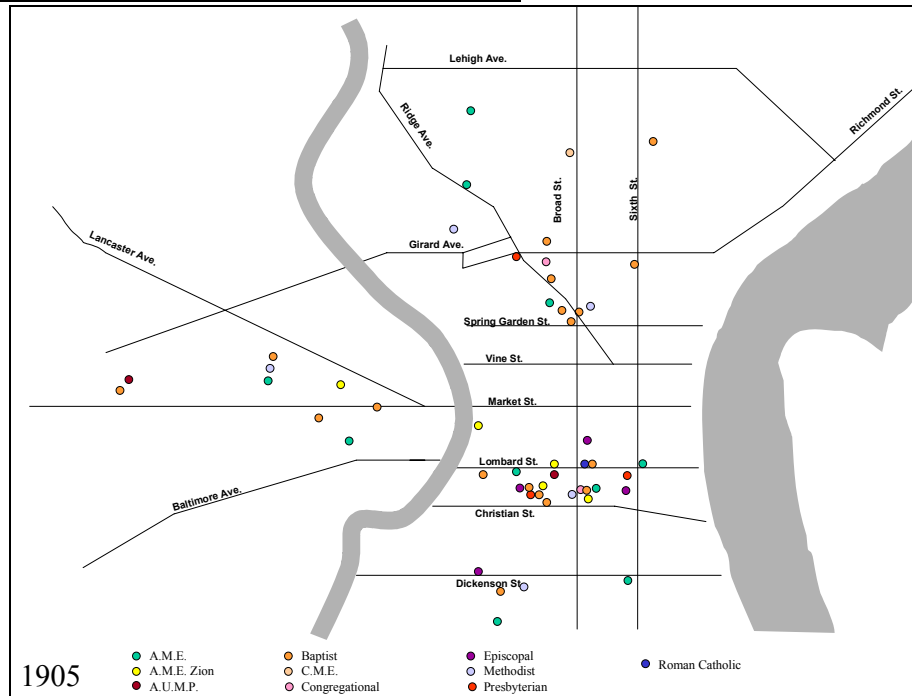 Lehigh Ave.
Richmond St.
Ridge Ave.
Broad St.
Sixth St.
Lancaster Ave.
Girard Ave.
Spring Garden St.
Vine St.
Market St.
Lombard St.
Baltimore Ave.
Christian St.
Dickenson St.
1905
A.M.E.
A.M.E. Zion
A.U.M.P.
Baptist
C.M.E.
Congregational
Episcopal
Methodist
Presbyterian
Roman Catholic